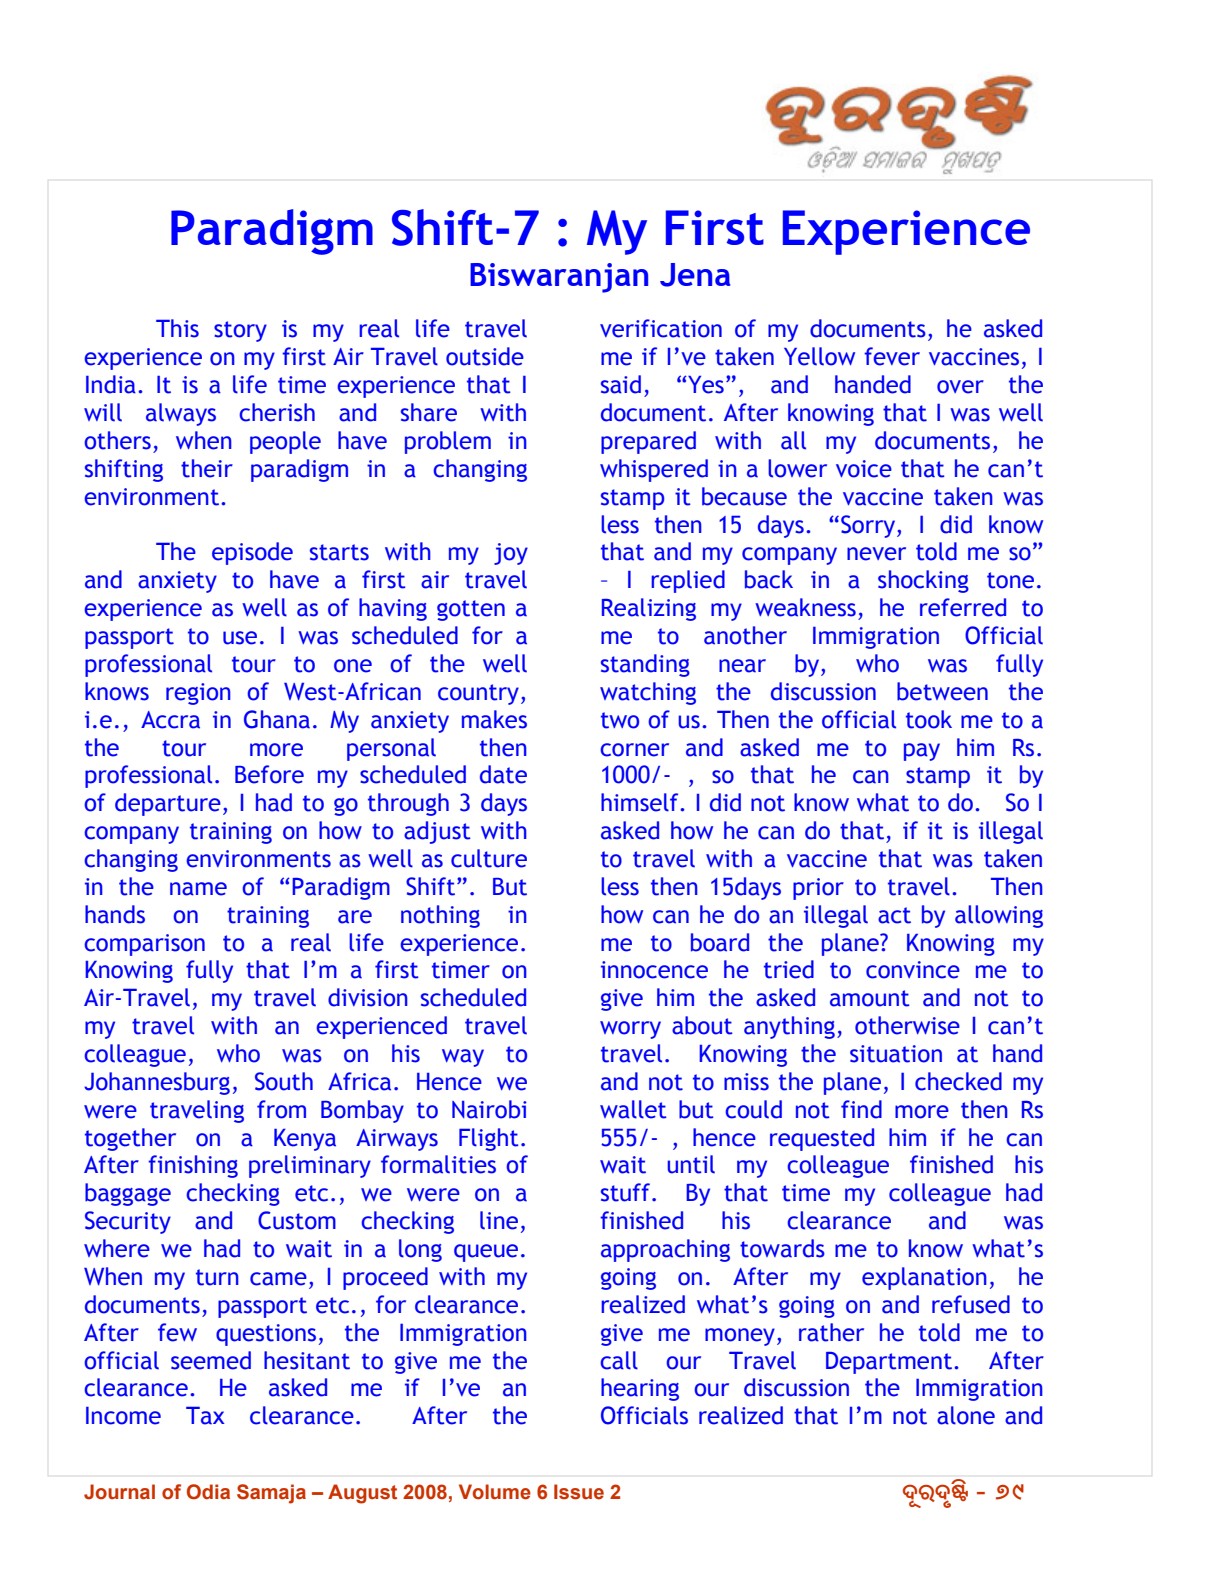 ଦୁରଦୃଷ୍ଟି
ଓଡ଼ିଆ ସମାଜର ମୁଖପତ୍ର
Paradigm Shift-7 : My First Experience
Biswaranjan Jena
This story is my real life travel
experience on my first Air Travel outside
India. It is a life time experience that I
will always cherish and share with
others, when people have problem in
shifting their paradigm in a changing
environment.
The episode starts with my joy
and anxiety to have a first air travel
experience as well as of having gotten a
passport to use. I was scheduled for a
professional tour to one of the well
knows region of West-African country,
i.e., Accra in Ghana. My anxiety makes
the tour more personal then
professional. Before my scheduled date
of departure, I had to go through 3 days
company training on how to adjust with
changing environments as well as culture
in the name of “Paradigm Shift”. But
hands on training are nothing in
comparison to a real life experience.
Knowing fully that I’m a first timer on
Air-Travel, my travel division scheduled
my travel with an experienced travel
colleague, who was on his way to
Johannesburg, South Africa. Hence we
were traveling from Bombay to Nairobi
together on a Kenya Airways Flight.
After finishing preliminary formalities of
baggage checking etc., we were on a
Security and Custom checking line,
where we had to wait in a long queue.
When my turn came, I proceed with my
documents, passport etc., for clearance.
After few questions, the Immigration
official seemed hesitant to give me the
clearance. He asked me if I’ve an
Income Tax clearance. After the
verification of my documents, he asked
me if I’ve taken Yellow fever vaccines, I
said, “Yes”, and handed over the
document. After knowing that I was well
prepared with all my documents, he
whispered in a lower voice that he can’t
stamp it because the vaccine taken was
less then 15 days. “Sorry, I did know
that and my company never told me so”
– I replied back in a shocking tone.
Realizing my weakness, he referred to
me to another Immigration Official
standing near by, who was fully
watching the discussion between the
two of us. Then the official took me to a
corner and asked me to pay him Rs.
1000/- , so that he can stamp it by
himself. I did not know what to do. So I
asked how he can do that, if it is illegal
to travel with a vaccine that was taken
less then 15days prior to travel. Then
how can he do an illegal act by allowing
me to board the plane? Knowing my
innocence he tried to convince me to
give him the asked amount and not to
worry about anything, otherwise I can’t
travel. Knowing the situation at hand
and not to miss the plane, I checked my
wallet but could not find more then Rs
555/- , hence requested him if he can
wait until my colleague finished his
stuff. By that time my colleague had
finished his clearance and was
approaching towards me to know what’s
going on. After my explanation, he
realized what’s going on and refused to
give me money, rather he told me to
call our Travel Department. After
hearing our discussion the Immigration
Officials realized that I’m not alone and
Journal of Odia Samaja – August 2008, Volume 6 Issue 2
ଦୂରଦୃଷ୍ଟି - ୭୯